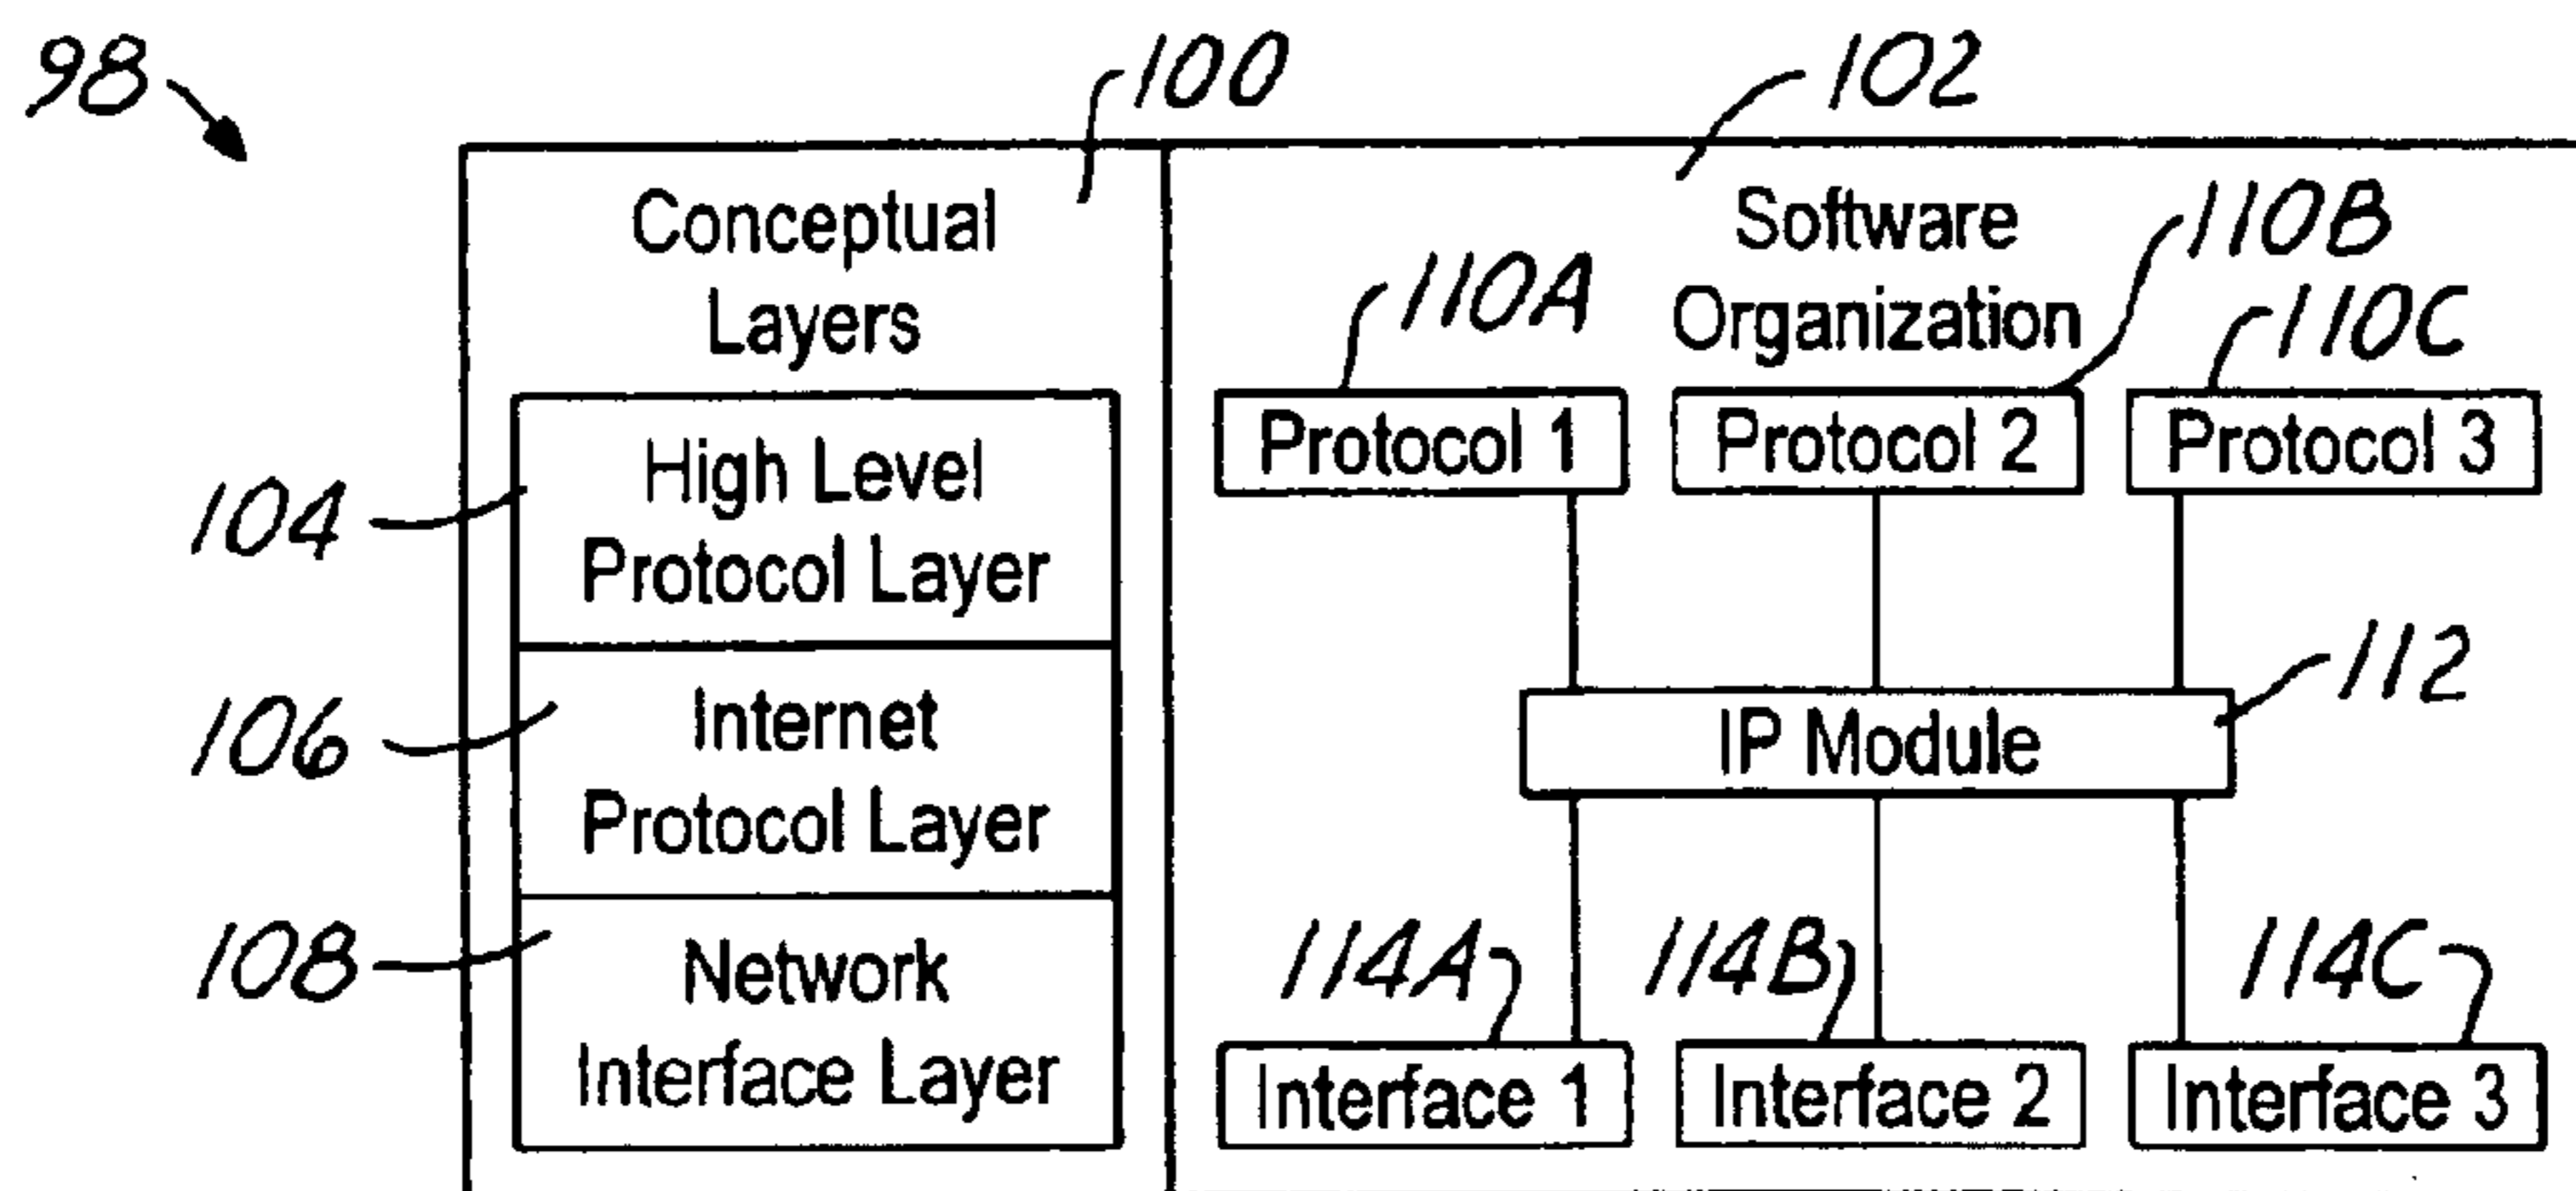 98
100
102
Conceptual
Layers
Software
Organization
110A
110B
110C
Protocol 1
Protocol 2
Protocol 3
104
High Level
Protocol Layer
106
Internet
Protocol Layer
112
IP Module
108
Network
Interface Layer
114A
114B
114C
Interface 1
Interface 2
Interface 3